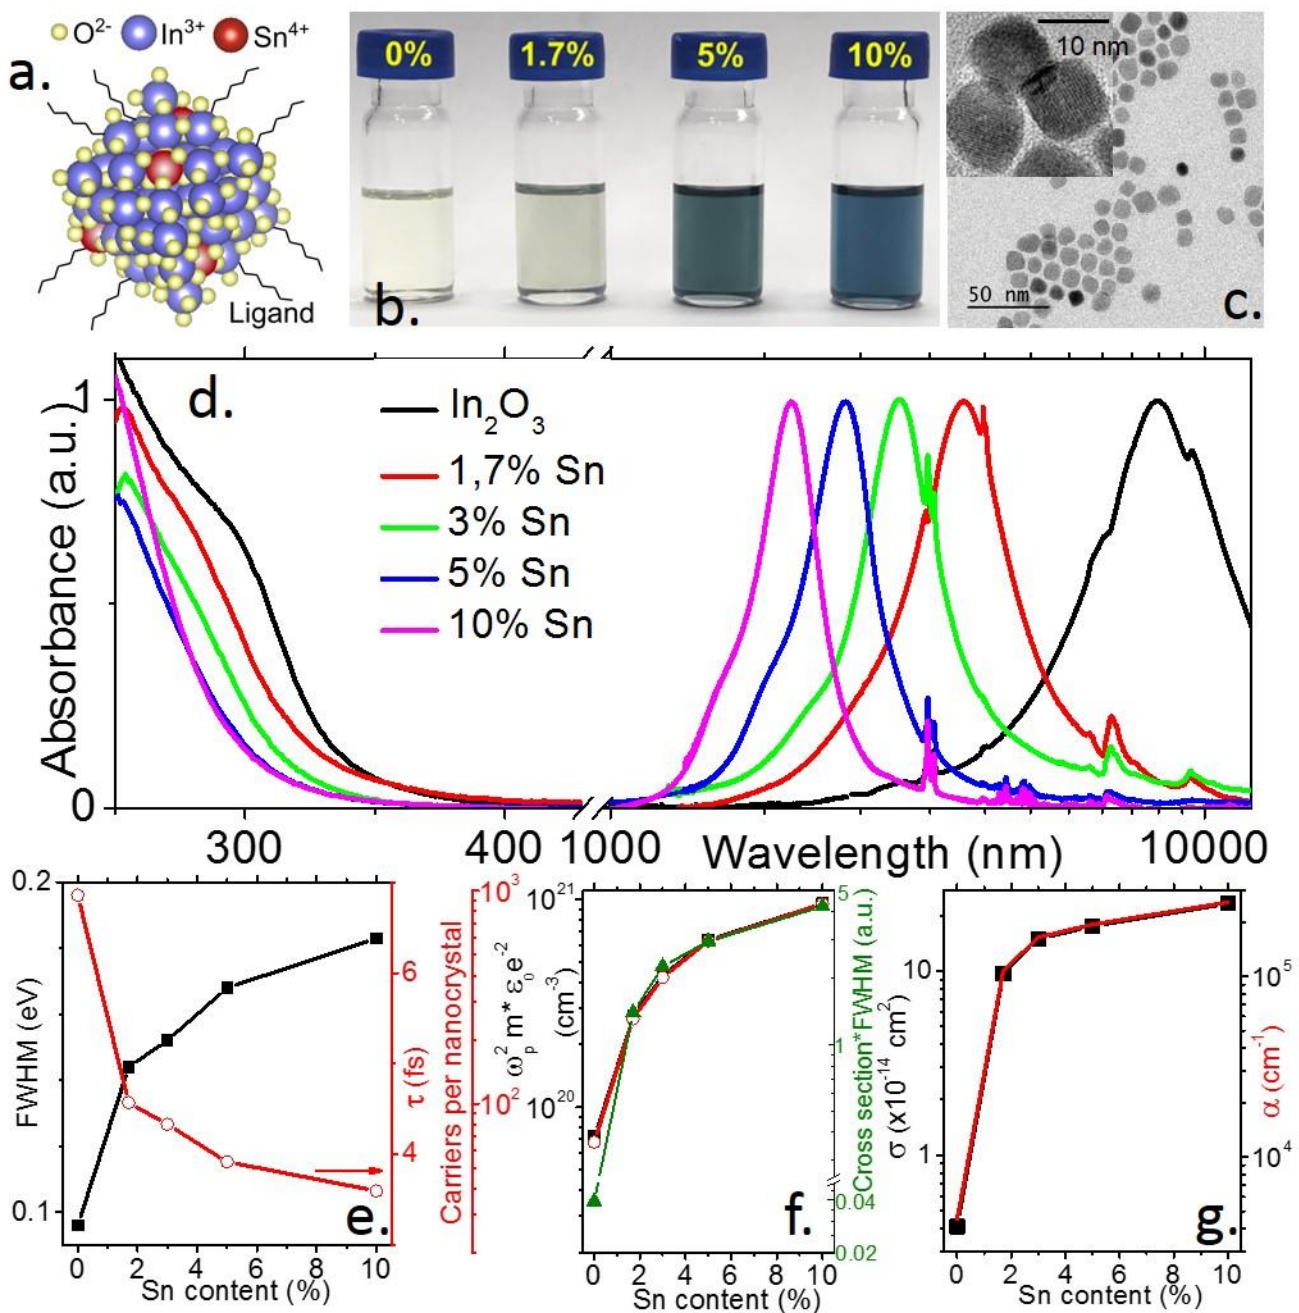 O²⁻ In³⁺ Sn⁴⁺
a.
Ligand
0% 1.7% 5% 10%
b.
10 nm
50 nm
c.
d.
In₂O₃
1,7% Sn
3% Sn
5% Sn
10% Sn
Absorbance (a.u.)
1
0
300 400 1000 10000
Wavelength (nm)
FWHM (eV)
0.2
0.1
τ (fs)
6
4
e.
0 2 4 6 8 10
Sn content (%)
Carriers per nanocrystal
10³
10²
ω²ₚ m* ε₀e⁻²
(cm⁻³)
10²¹
10²⁰
Cross section*FWHM (a.u.)
5
1
0.04
0.02
f.
0 2 4 6 8 10
Sn content (%)
σ (x10⁻¹⁴ cm²)
10
1
α (cm⁻¹)
10⁵
10⁴
g.
0 2 4 6 8 10
Sn content (%)